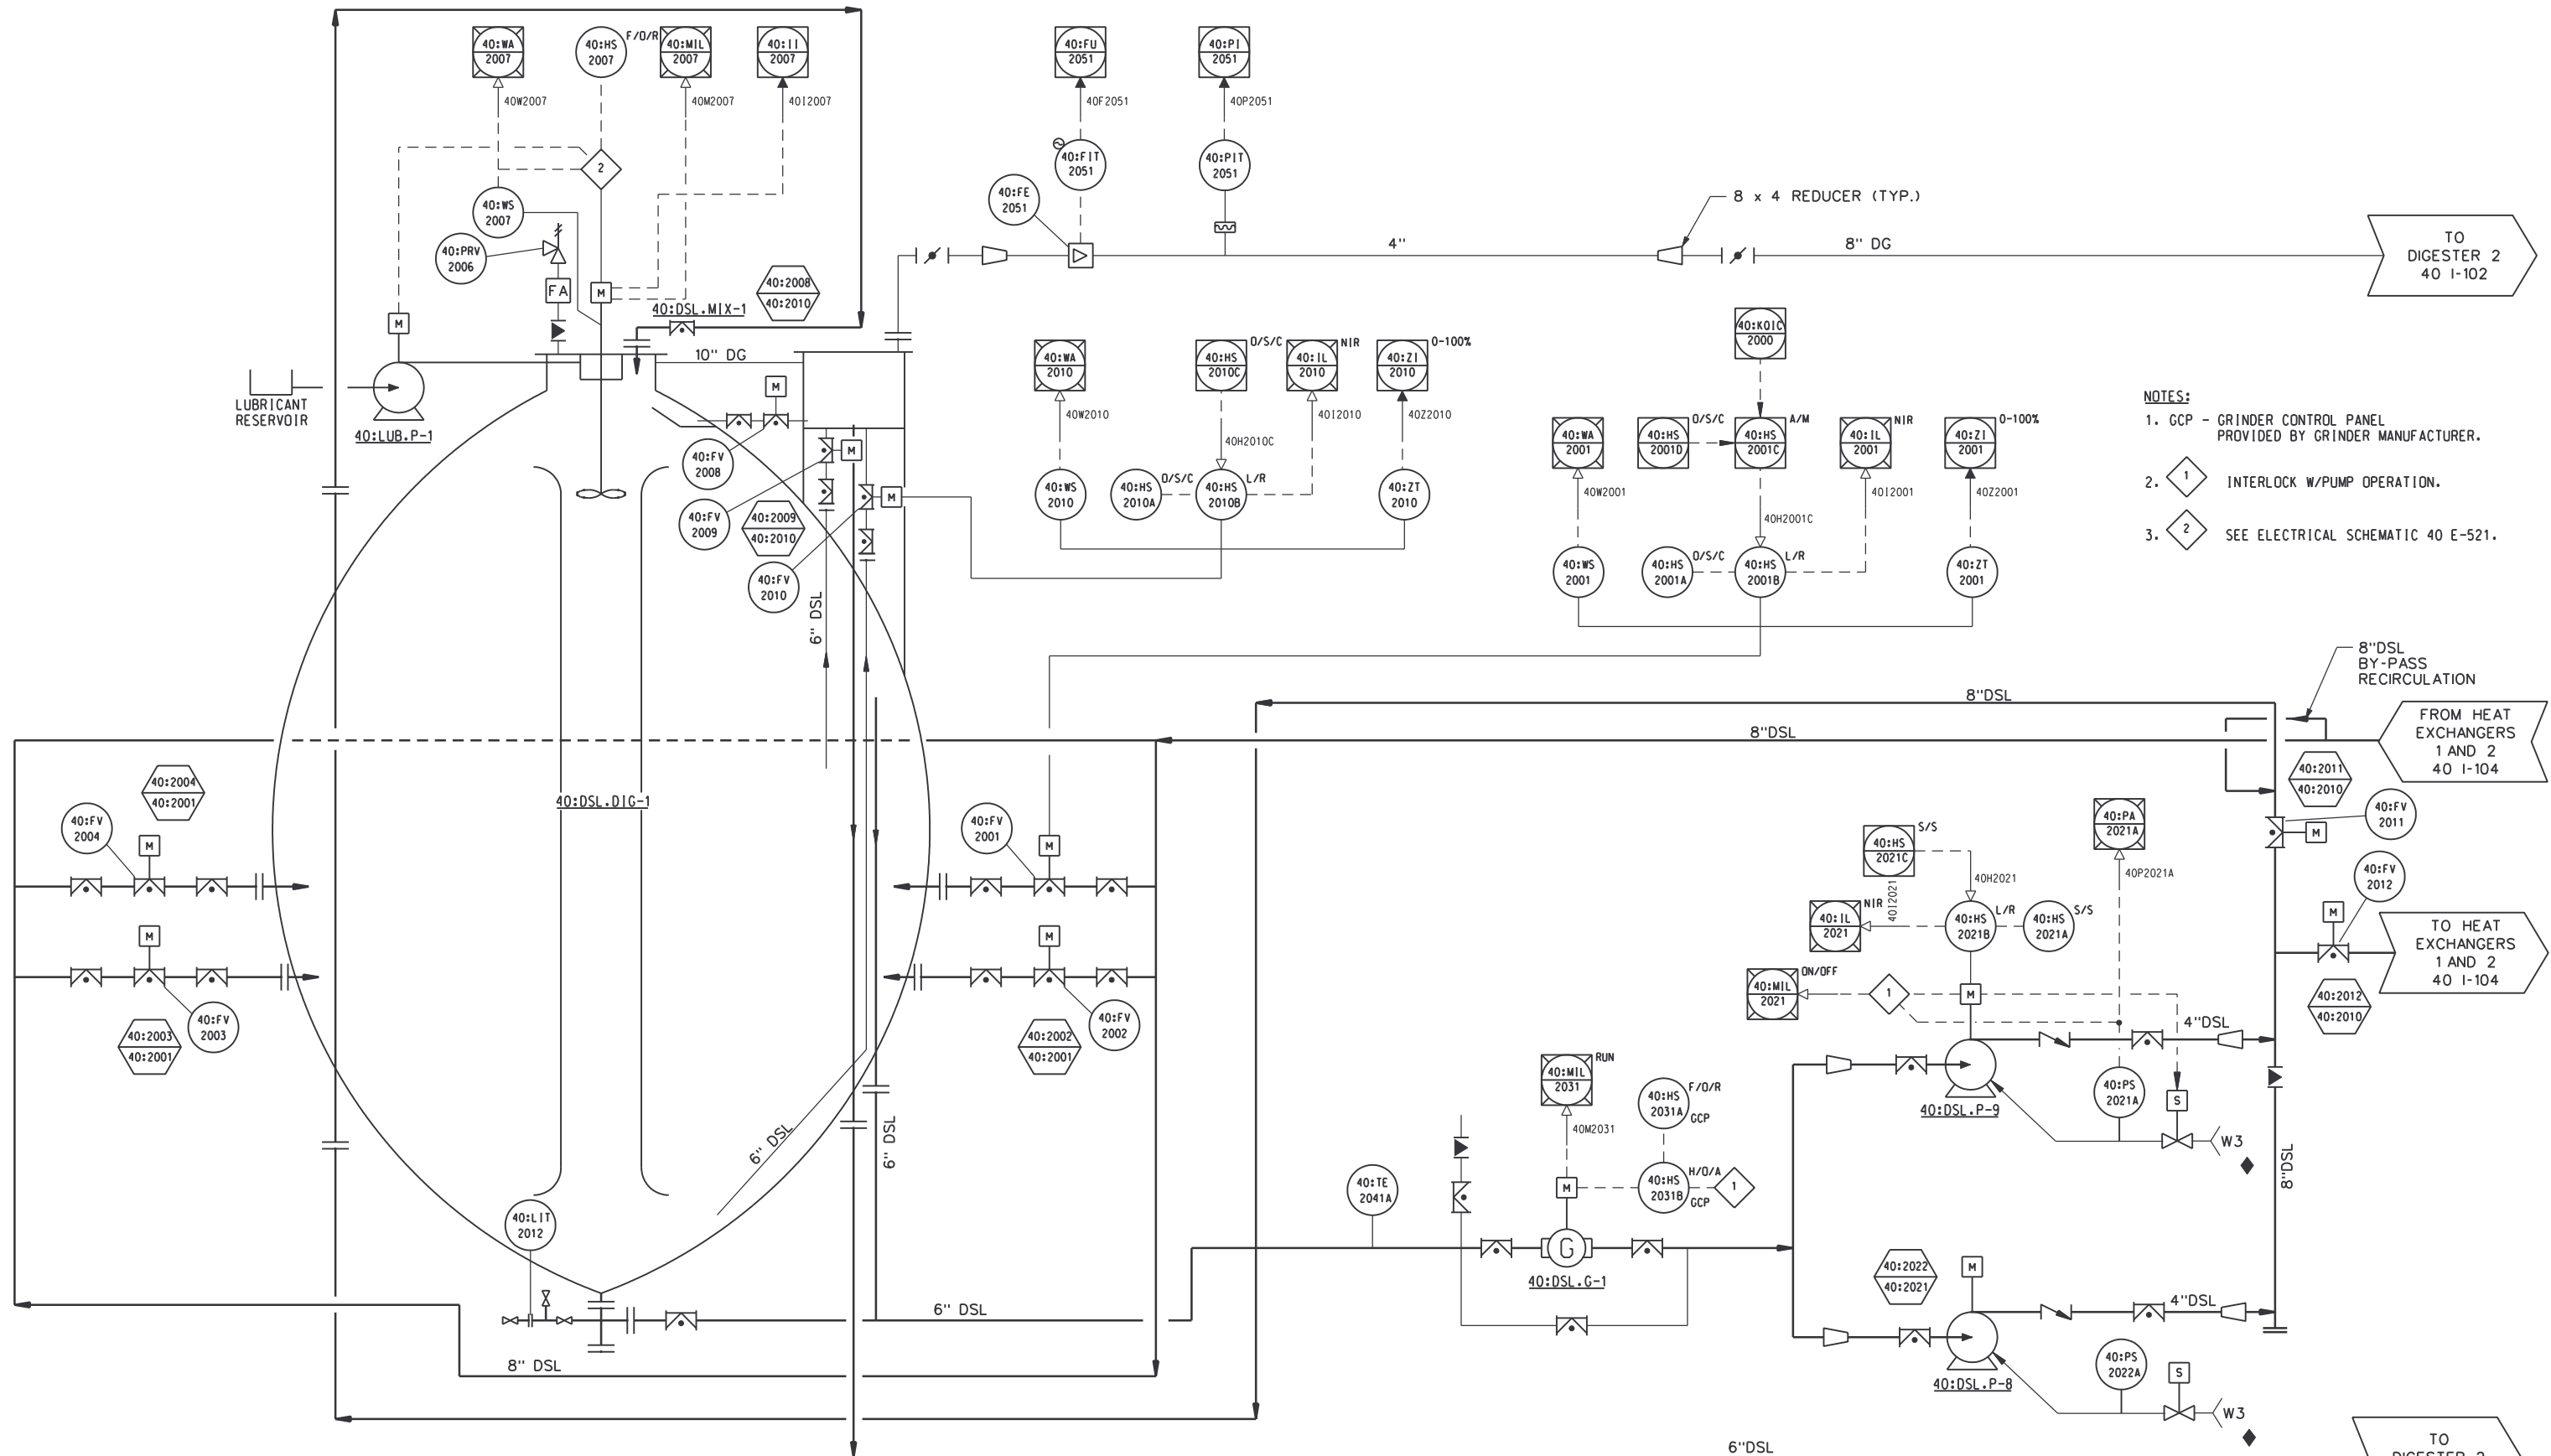 40:WA
2007
40:HS
2007
F/O/R
40:MIL
2007
40:II
2007
40W2007
40M2007
40I2007
2
40:WS
2007
40:PRV
2006
FA
M
M
40:DSL.MIX-1
40:2008
40:2010
10" DG
LUBRICANT
RESERVOIR
40:LUB.P-1
40:FU
2051
40:PI
2051
40F2051
40P2051
40:FIT
2051
40:PIT
2051
40:FE
2051
4"
8 x 4 REDUCER (TYP.)
8" DG
TO
DIGESTER 2
40 I-102
M
40:FV
2008
M
40:FV
2009
40:2009
40:2010
M
40:FV
2010
6" DSL
40:WA
2010
40:HS
2010C
O/S/C
40:IL
2010
NIR
40:ZI
2010
0-100%
40W2010
40H2010C
40I2010
40Z2010
40:WS
2010
40:HS
2010A
O/S/C
40:HS
2010B
L/R
40:ZT
2010
40:KOIC
2000
40:WA
2001
40:HS
2001D
O/S/C
40:HS
2001C
A/M
40:IL
2001
NIR
40:ZI
2001
0-100%
40W2001
40H2001C
40I2001
40Z2001
40:WS
2001
40:HS
2001A
O/S/C
40:HS
2001B
L/R
40:ZT
2001
NOTES:
1. GCP - GRINDER CONTROL PANEL
PROVIDED BY GRINDER MANUFACTURER.
2. 1 INTERLOCK W/PUMP OPERATION.
3. 2 SEE ELECTRICAL SCHEMATIC 40 E-521.
8"DSL
BY-PASS
RECIRCULATION
8"DSL
8"DSL
FROM HEAT
EXCHANGERS
1 AND 2
40 I-104
40:2011
40:2010
40:FV
2011
M
40:FV
2012
M
TO HEAT
EXCHANGERS
1 AND 2
40 I-104
40:2012
40:2010
40:2004
40:2001
40:FV
2004
M
M
40:FV
2003
40:2003
40:2001
40:DSL.DIG-1
40:FV
2001
M
M
40:FV
2002
40:2002
40:2001
6" DSL
6" DSL
40:LIT
2012
6" DSL
8" DSL
40:HS
2021C
S/S
40:PA
2021A
40H2021
40I2021
40P2021A
40:IL
2021
NIR
40:HS
2021B
L/R
40:HS
2021A
S/S
40:MIL
2021
ON/OFF
1
M
4"DSL
40:DSL.P-9
40:PS
2021A
S
W3
8"DSL
40:MIL
2031
RUN
40M2031
40:HS
2031A
F/O/R
GCP
40:HS
2031B
H/O/A
GCP
1
M
40:TE
2041A
G
40:DSL.G-1
40:2022
40:2021
M
4"DSL
40:DSL.P-8
40:PS
2022A
S
W3
6"DSL
TO